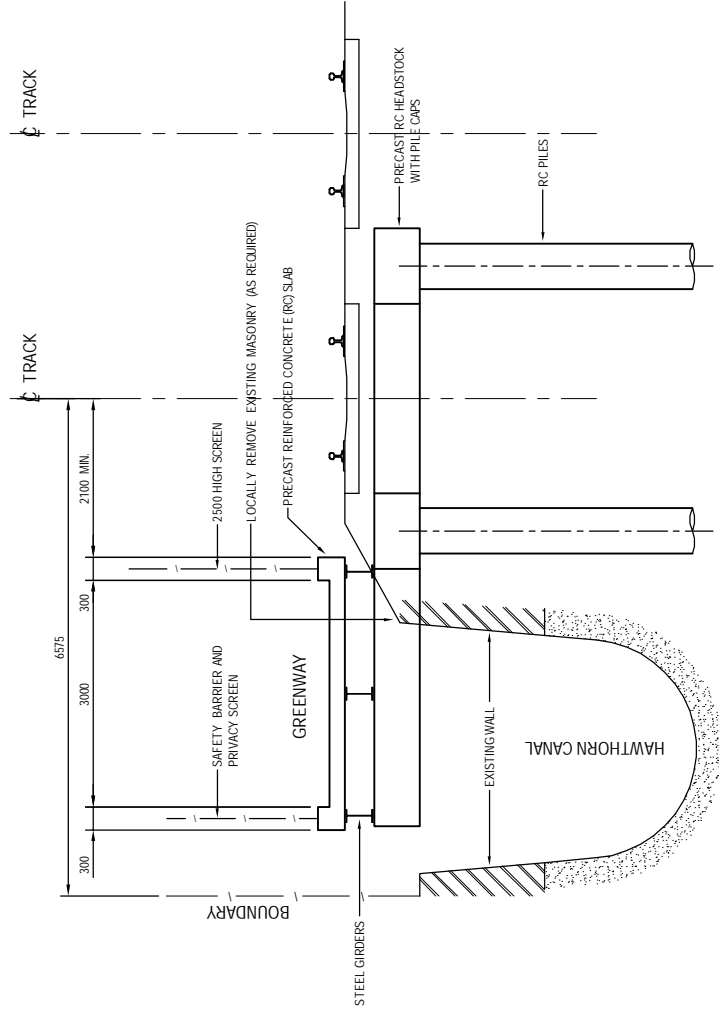 ℄ TRACK
℄ TRACK
6575
300
3000
300
2100 MIN.
SAFETY BARRIER AND
PRIVACY SCREEN
2500 HIGH SCREEN
LOCALLY REMOVE EXISTING MASONRY (AS REQUIRED)
PRECAST REINFORCED CONCRETE (RC) SLAB
BOUNDARY
GREENWAY
STEEL GIRDERS
PRECAST RC HEADSTOCK
WITH PILE CAPS
EXISTING WALL
RC PILES
HAWTHORN CANAL